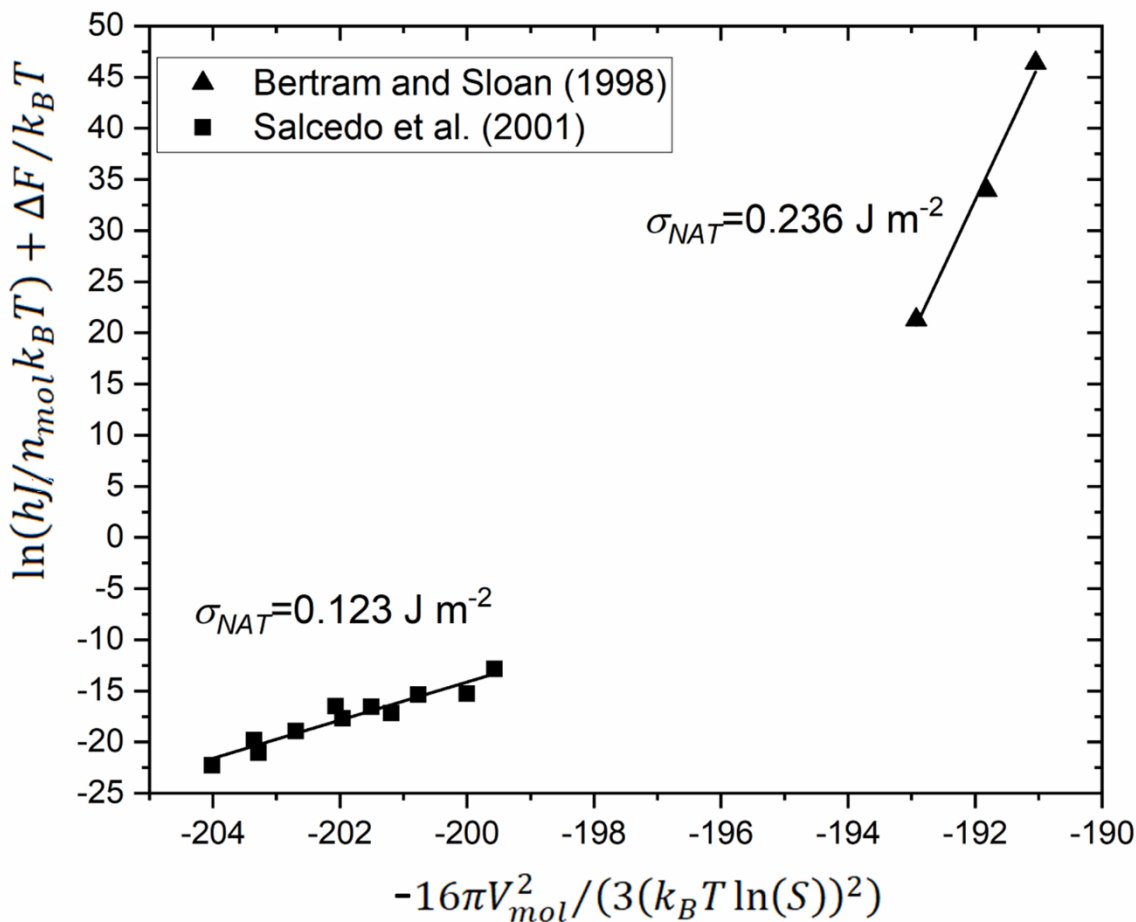 ln(hJ/n_mol k_B T) + ΔF/k_B T
50
45
40
35
30
25
20
15
10
5
0
-5
-10
-15
-20
-25
Bertram and Sloan (1998)
Salcedo et al. (2001)
σ_NAT=0.236 J m⁻²
σ_NAT=0.123 J m⁻²
-204 -202 -200 -198 -196 -194 -192 -190
-16πV²_mol/(3(k_B T ln(S))²)